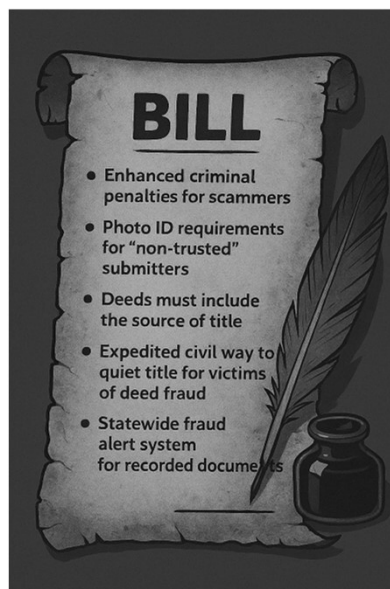 BILL
• Enhanced criminal
penalties for scammers
• Photo ID requirements
for “non-trusted”
submitters
• Deeds must include
the source of title
• Expedited civil way to
quiet title for victims
of deed fraud
• Statewide fraud
alert system
for recorded documents